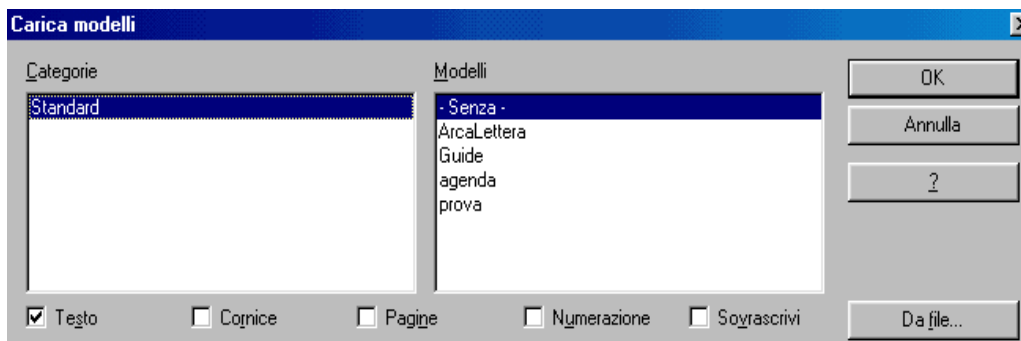 Carica modelli
Categorie
Standard
Modelli
- Senza -
ArcaLettera
Guide
agenda
prova
OK
Annulla
?
Testo
Cornice
Pagine
Numerazione
Sovrascrivi
Da file...